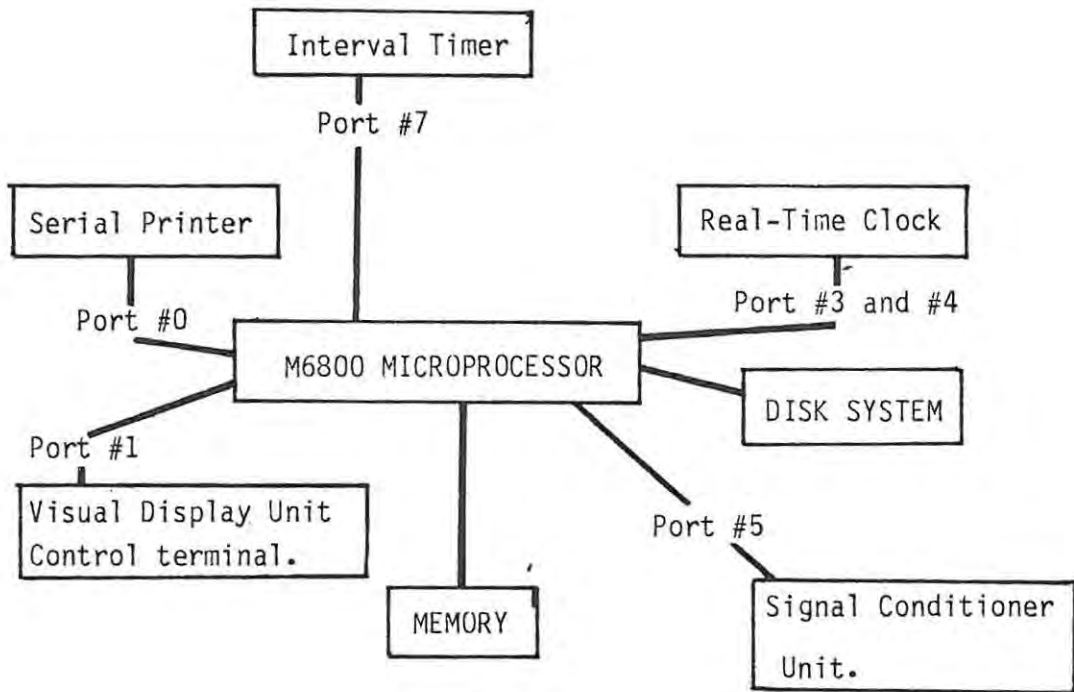 Interval Timer
Port #7
Serial Printer
Real-Time Clock
Port #0
Port #3 and #4
M6800 MICROPROCESSOR
DISK SYSTEM
Port #1
Visual Display Unit
Control terminal.
Port #5
MEMORY
Signal Conditioner
Unit.